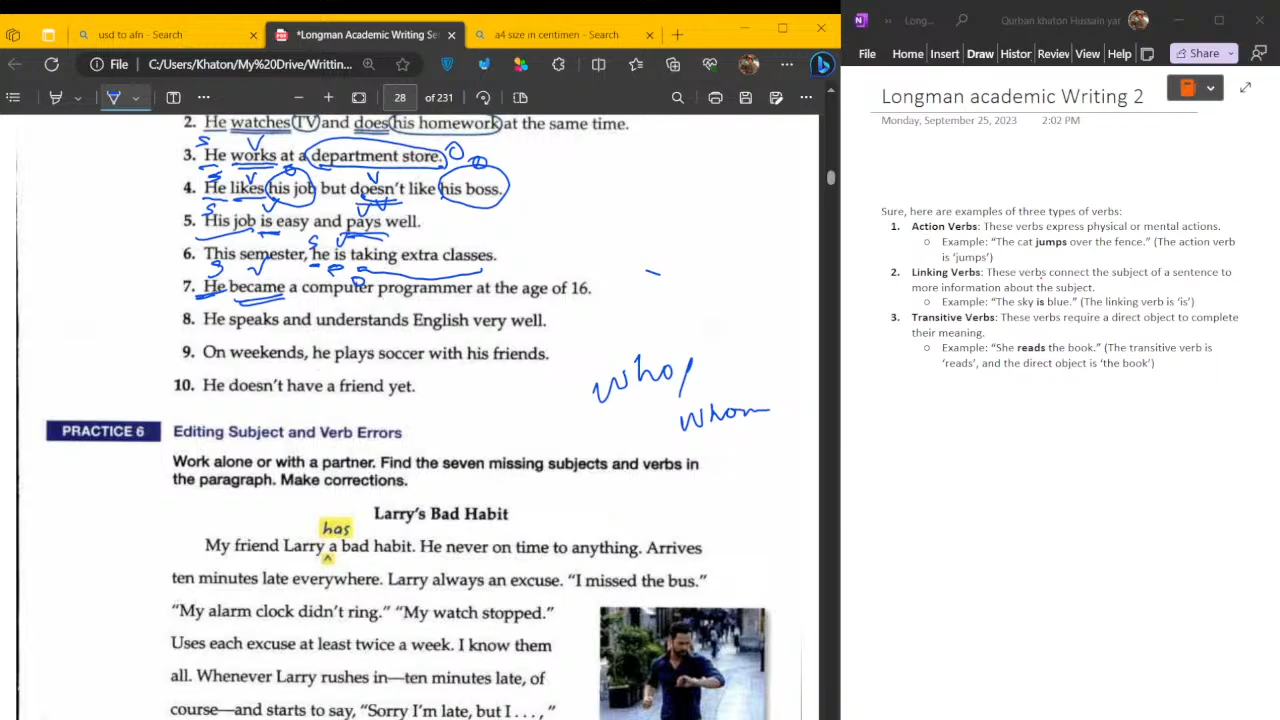 usd to afn - Search
*Longman Academic Writing Se
a4 size in centimen - Search
File
C:/Users/Khaton/My%20Drive/Writtin
28
of 231
2. He watches TV and does his homework at the same time.
S V O
3. He works at a department store.
S V O V O
4. He likes his job but doesn't like his boss.
S V V
5. His job is easy and pays well.
S V
6. This semester, he is taking extra classes.
S V O
7. He became a computer programmer at the age of 16.
8. He speaks and understands English very well.
9. On weekends, he plays soccer with his friends.
10. He doesn't have a friend yet.
who/
whom
PRACTICE 6
Editing Subject and Verb Errors
Work alone or with a partner. Find the seven missing subjects and verbs in
the paragraph. Make corrections.
Larry's Bad Habit
has
My friend Larry a bad habit. He never on time to anything. Arrives
^
ten minutes late everywhere. Larry always an excuse. "I missed the bus."
"My alarm clock didn't ring." "My watch stopped."
Uses each excuse at least twice a week. I know them
all. Whenever Larry rushes in—ten minutes late, of
course—and starts to say, "Sorry I'm late, but I . . . ,"
Long...
Qurban khaton Hussain yar
File Home Insert Draw Histor Review View Help
Share
Longman academic Writing 2
Monday, September 25, 2023 2:02 PM
Sure, here are examples of three types of verbs:
1. Action Verbs: These verbs express physical or mental actions.
o Example: "The cat jumps over the fence." (The action verb
is 'jumps')
2. Linking Verbs: These verbs connect the subject of a sentence to
more information about the subject.
o Example: "The sky is blue." (The linking verb is 'is')
3. Transitive Verbs: These verbs require a direct object to complete
their meaning.
o Example: "She reads the book." (The transitive verb is
'reads', and the direct object is 'the book')